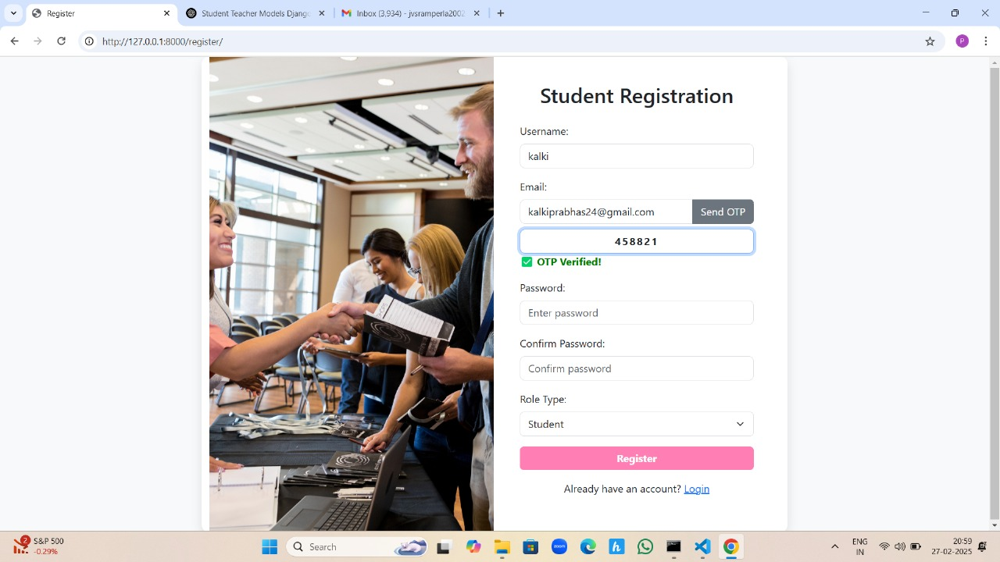 Register
Student Teacher Models Djang
Inbox (3,934) - jvsramperla2002
http://127.0.0.1:8000/register/
P
Student Registration
Username:
kalki
Email:
kalkiprabhas24@gmail.com
Send OTP
458821
OTP Verified!
Password:
Enter password
Confirm Password:
Confirm password
Role Type:
Student
Register
Already have an account? Login
2
S&P 500
-0.29%
Search
zoom
h
ENG
IN
27-02-2025